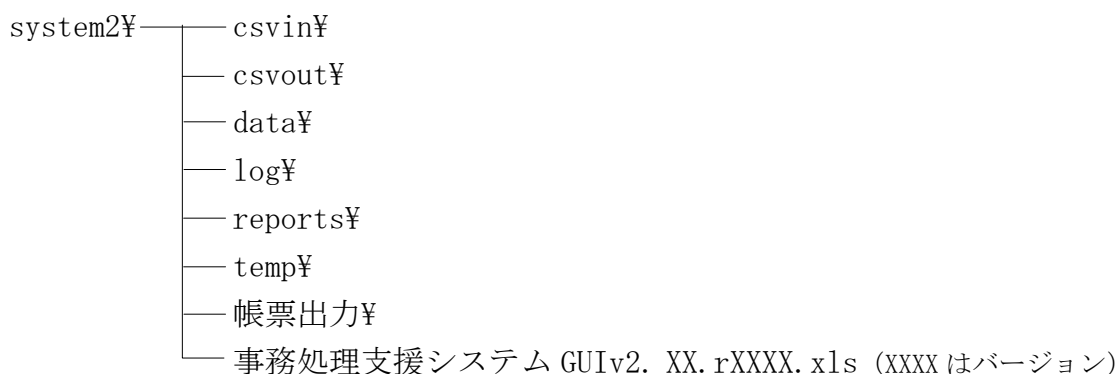 system2¥ csvin¥
csvout¥
data¥
log¥
reports¥
temp¥
帳票出力¥
事務処理支援システム GUIv2. XX.rXXXX.xls (XXXX はバージョン)